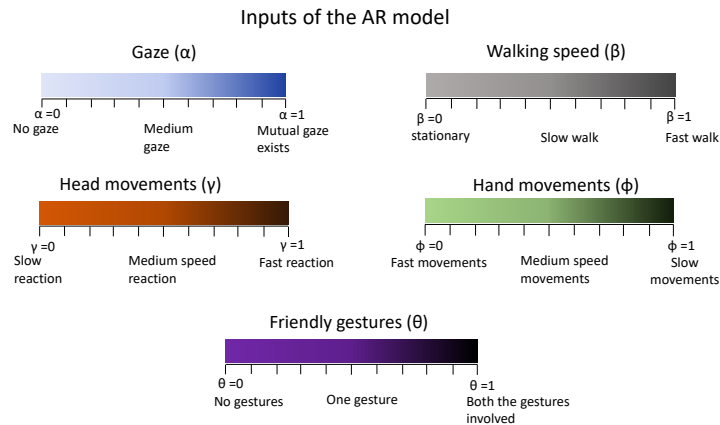 Inputs of the AR model
Gaze (α)
α =0
α =1
No gaze
Medium
gaze
Mutual gaze
exists
Walking speed (β)
β =0
β =1
stationary
Slow walk
Fast walk
Head movements (γ)
γ =0
γ =1
Slow
reaction
Medium speed
reaction
Fast reaction
Hand movements (ϕ)
ϕ =0
ϕ =1
Fast movements
Medium speed
movements
Slow
movements
Friendly gestures (θ)
θ =0
θ =1
No gestures
One gesture
Both the gestures
involved